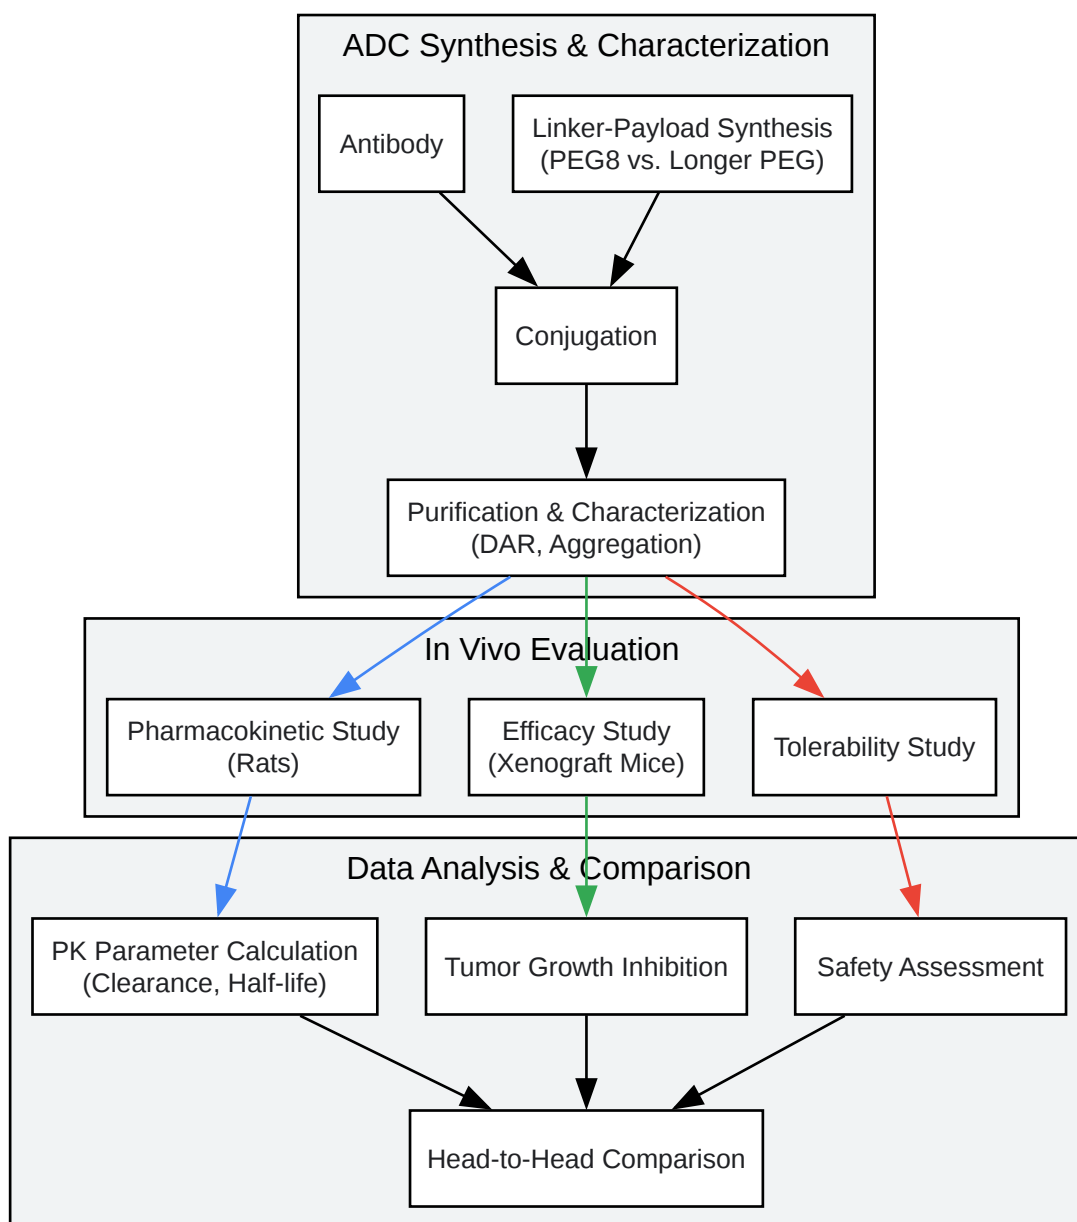 ADC Synthesis & Characterization
Antibody
Linker-Payload Synthesis
(PEG8 vs. Longer PEG)
Conjugation
Purification & Characterization
(DAR, Aggregation)
In Vivo Evaluation
Pharmacokinetic Study
(Rats)
Efficacy Study
(Xenograft Mice)
Tolerability Study
Data Analysis & Comparison
PK Parameter Calculation
(Clearance, Half-life)
Tumor Growth Inhibition
Safety Assessment
Head-to-Head Comparison